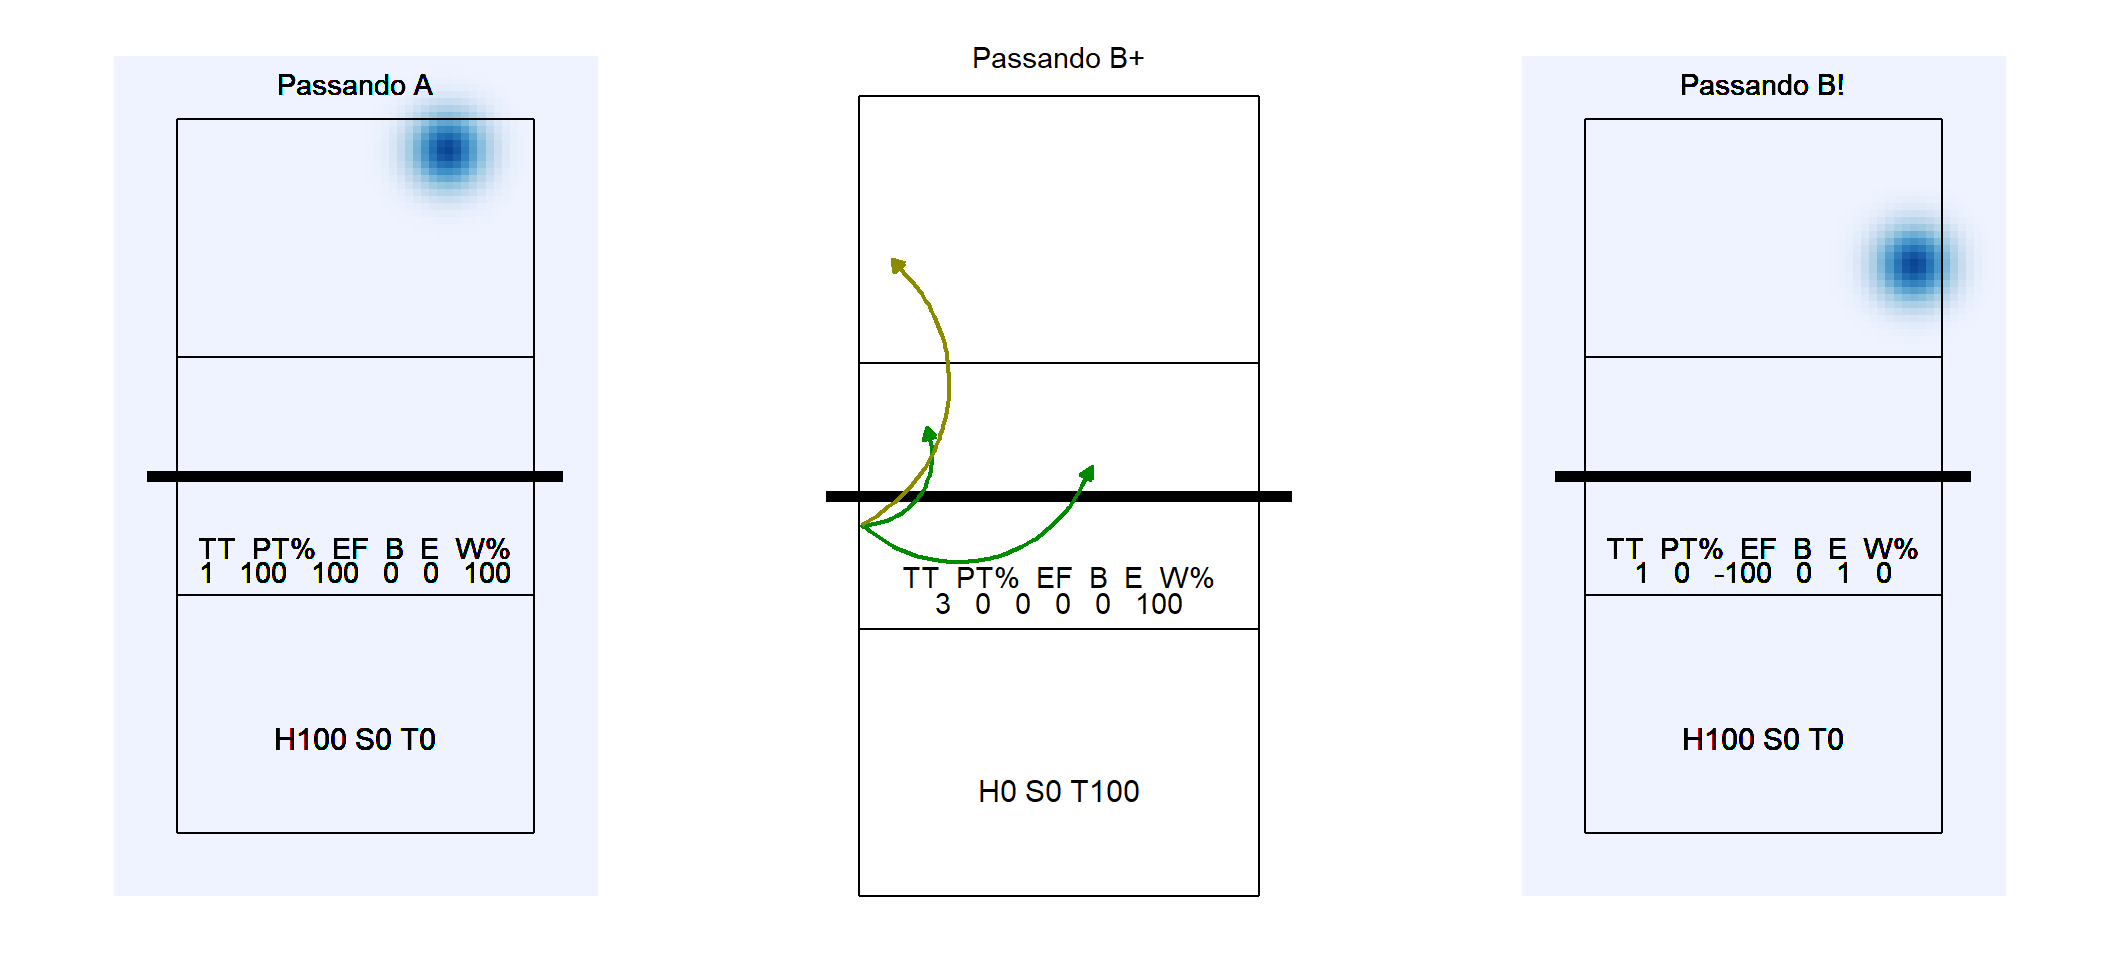 Passando A
TT PT% EF B E W%
1 100 100 0 0 100
H100 S0 T0
Passando B+
TT PT% EF B E W%
3 0 0 0 0 100
H0 S0 T100
Passando B!
TT PT% EF B E W%
1 0 -100 0 1 0
H100 S0 T0